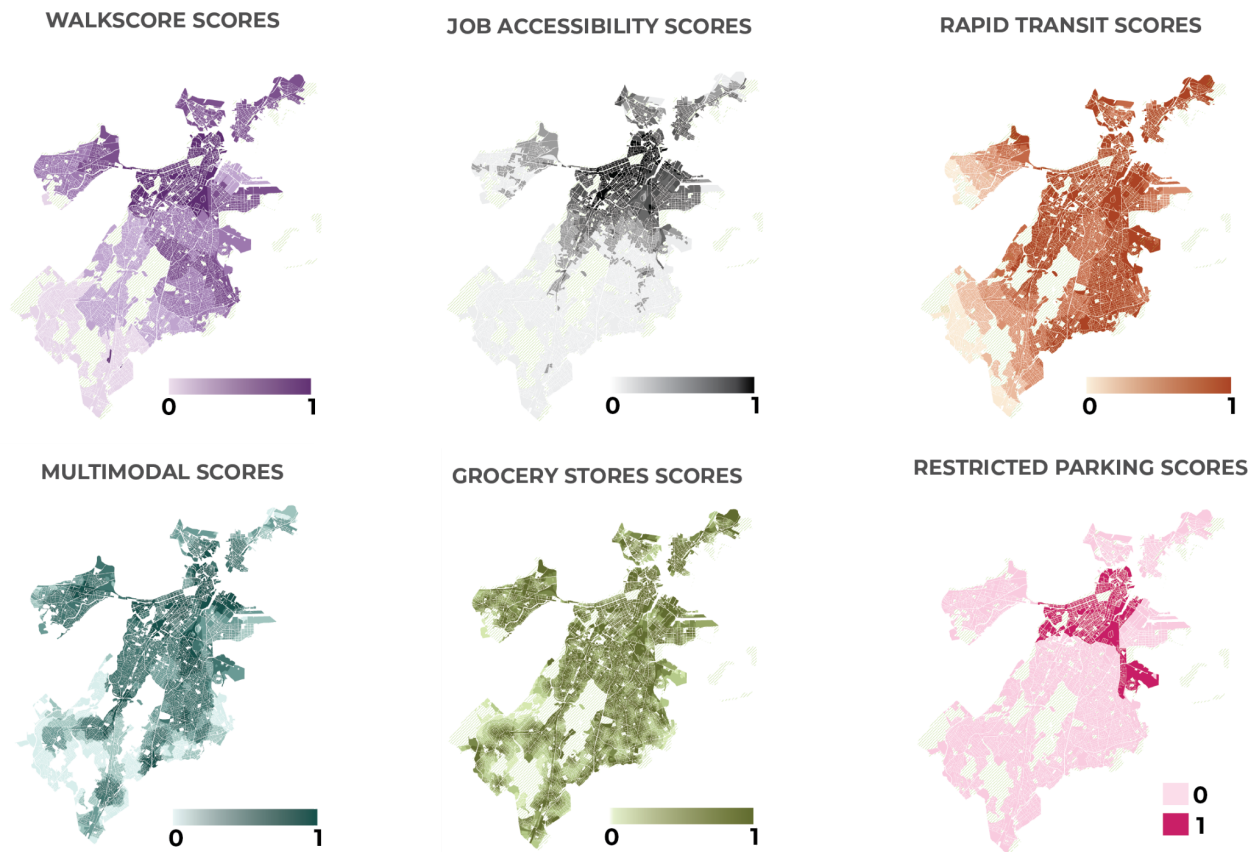 WALKSCORE SCORES
JOB ACCESSIBILITY SCORES
RAPID TRANSIT SCORES
0 1
0 1
0 1
MULTIMODAL SCORES
GROCERY STORES SCORES
RESTRICTED PARKING SCORES
0 1
0 1
0
1